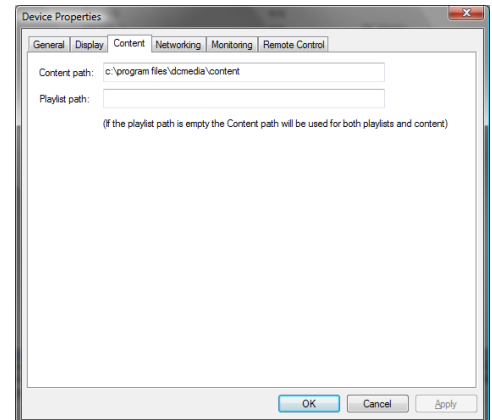 Device Properties
General Display Content Networking Monitoring Remote Control
Content path: c:\program files\dcmedia\content
Playlist path:
(If the playlist path is empty the Content path will be used for both playlists and content)
OK Cancel Apply